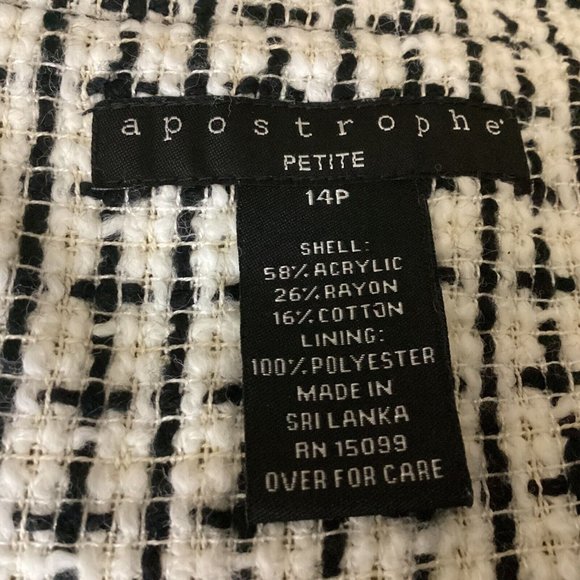 apostrophe
PETITE
14P
SHELL:
58% ACRYLIC
26% RAYON
16% COTTON
LINING:
100% POLYESTER
MADE IN
SRI LANKA
RN 15099
OVER FOR CARE